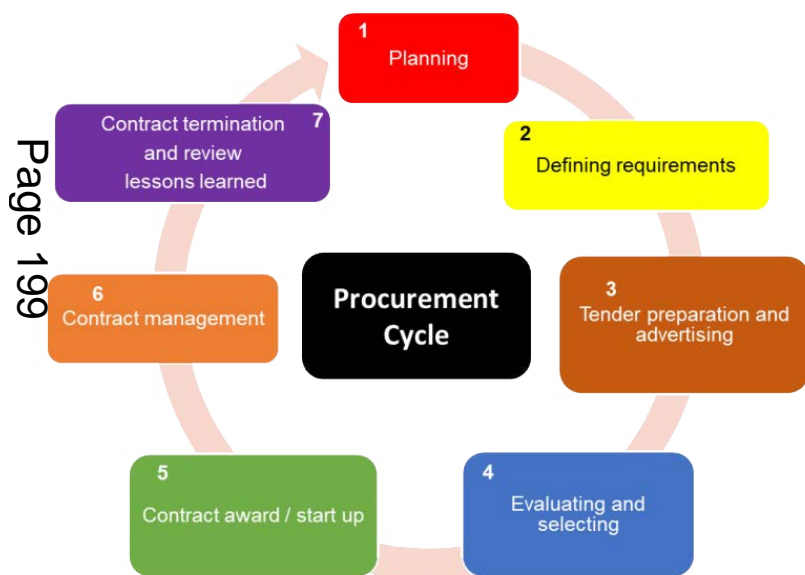 1
Planning
2
Defining requirements
3
Tender preparation and
advertising
4
Evaluating and
selecting
5
Contract award / start up
6
Contract management
7
Contract termination
and review
lessons learned
Procurement
Cycle
Page 199